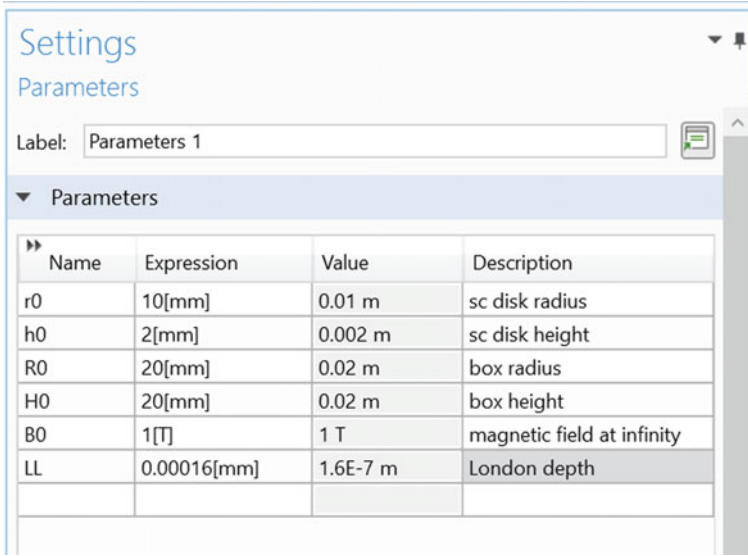 Settings
Parameters
Label: Parameters 1
Parameters
Name Expression Value Description
r0 10[mm] 0.01 m sc disk radius
h0 2[mm] 0.002 m sc disk height
R0 20[mm] 0.02 m box radius
H0 20[mm] 0.02 m box height
B0 1[T] 1 T magnetic field at infinity
LL 0.00016[mm] 1.6E-7 m London depth